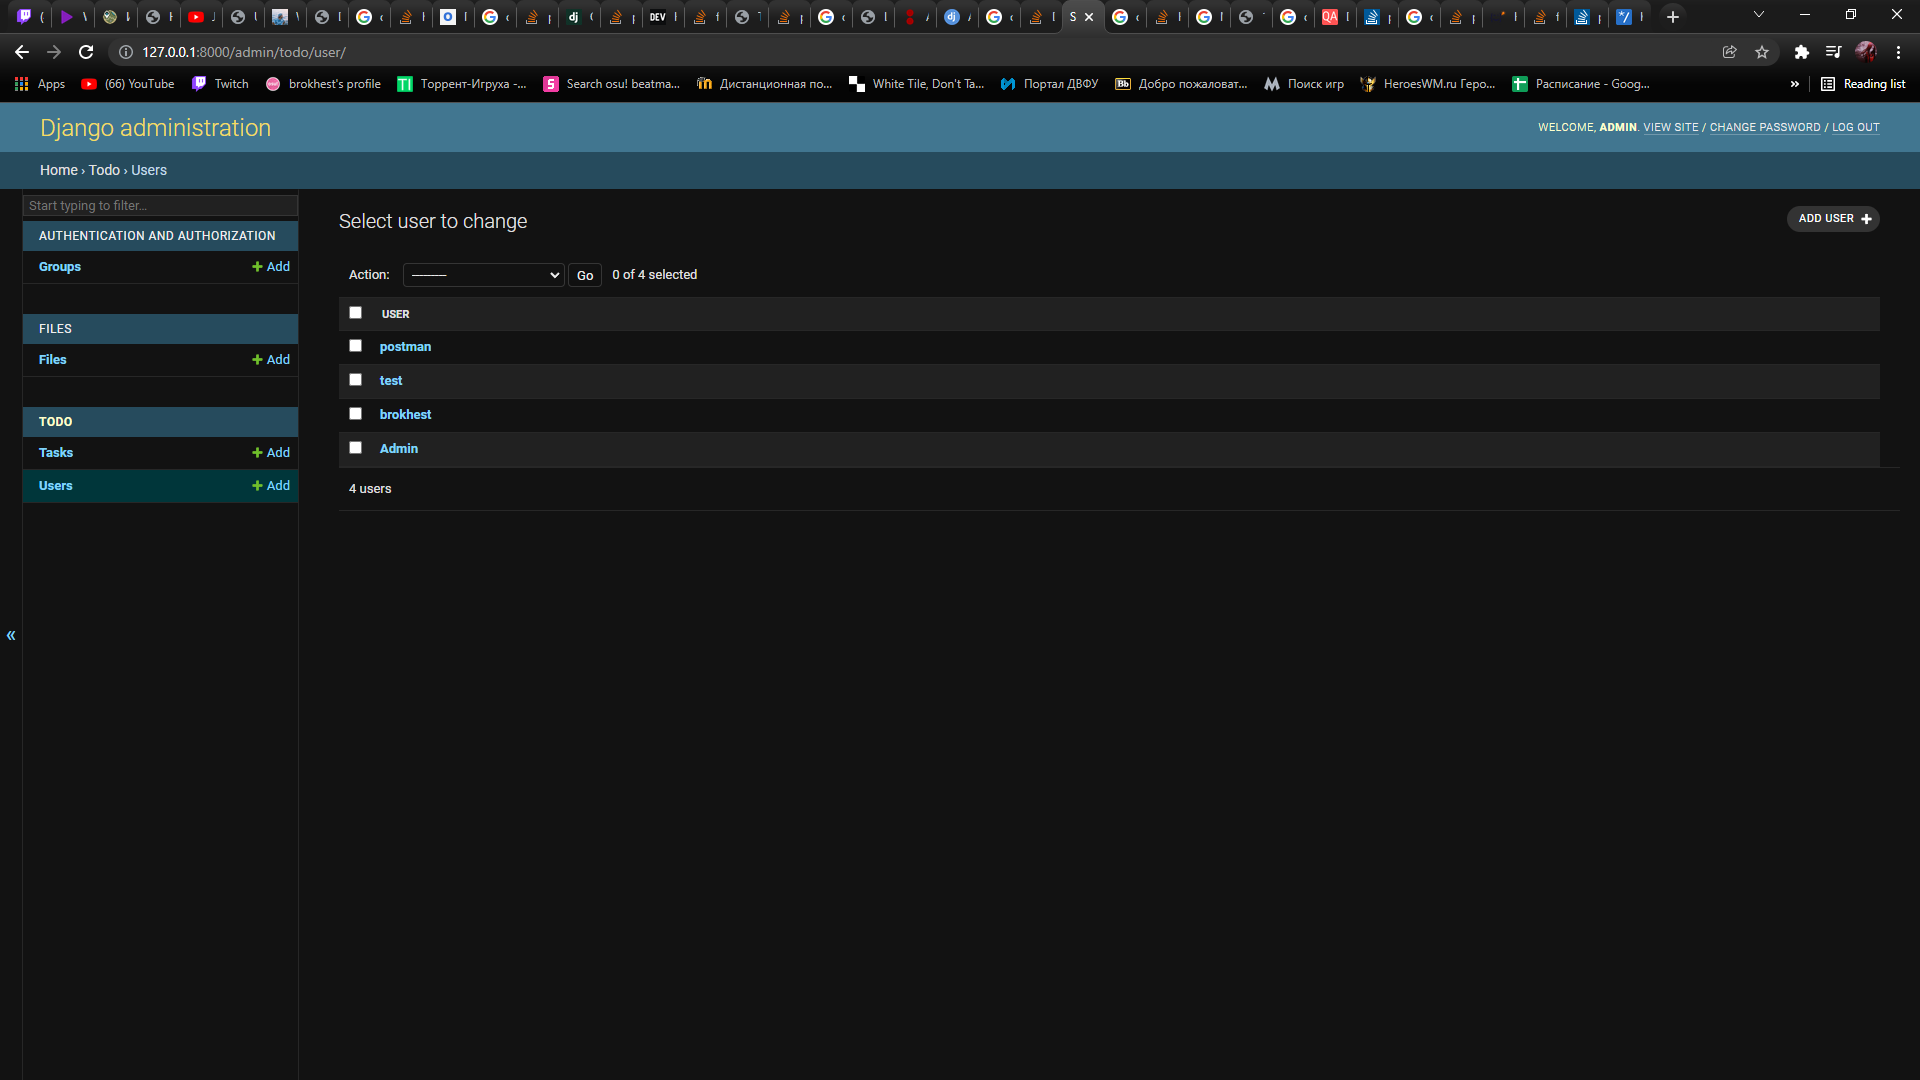 127.0.0.1:8000/admin/todo/user/
Apps
(66) YouTube
Twitch
brokhest's profile
Торрент-Игруха -...
Search osu! beatma...
Дистанционная по...
White Tile, Don't Ta...
Портал ДВФУ
Добро пожаловат...
Поиск игр
HeroesWM.ru Геро...
Расписание - Goog...
»
Reading list
Django administration
WELCOME, ADMIN. VIEW SITE / CHANGE PASSWORD / LOG OUT
Home › Todo › Users
Start typing to filter...
AUTHENTICATION AND AUTHORIZATION
Groups
+ Add
FILES
Files
+ Add
TODO
Tasks
+ Add
Users
+ Add
«
Select user to change
ADD USER +
Action:
---------
Go
0 of 4 selected
USER
postman
test
brokhest
Admin
4 users